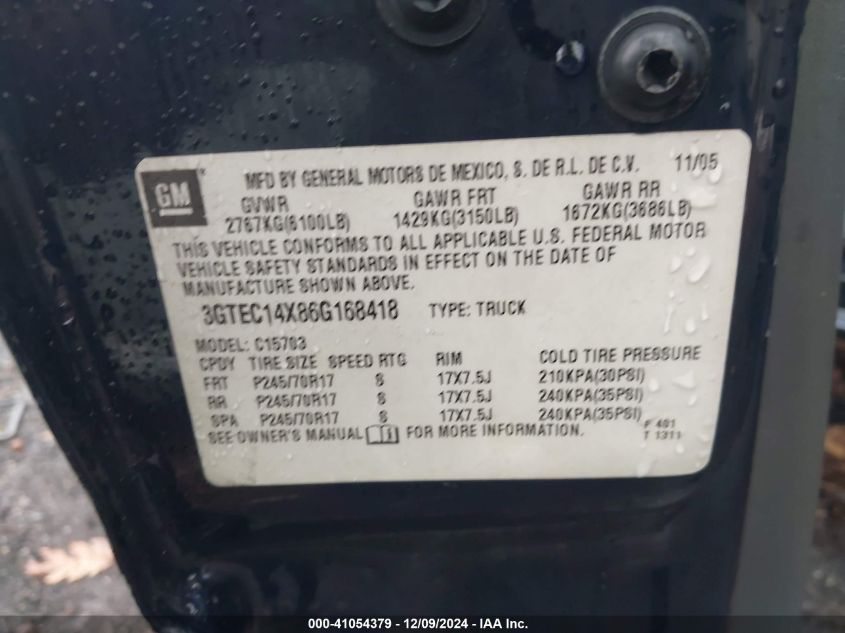 GM
MFD BY GENERAL MOTORS DE MEXICO, S. DE R.L. DE C.V. 11/05
GVWR GAWR FRT GAWR RR
2767KG(6100LB) 1429KG(3150LB) 1672KG(3686LB)
THIS VEHICLE CONFORMS TO ALL APPLICABLE U.S. FEDERAL MOTOR
VEHICLE SAFETY STANDARDS IN EFFECT ON THE DATE OF
MANUFACTURE SHOWN ABOVE.
3GTEC14X86G168418 TYPE: TRUCK
MODEL: C15703
CPDY TIRE SIZE SPEED RTG RIM COLD TIRE PRESSURE
FRT P245/70R17 S 17X7.5J 210KPA(30PSI)
RR P245/70R17 S 17X7.5J 240KPA(35PSI)
SPA P245/70R17 S 17X7.5J 240KPA(35PSI)
SEE OWNER'S MANUAL FOR MORE INFORMATION.
F 491
T 1311
000-41054379 - 12/09/2024 - IAA Inc.